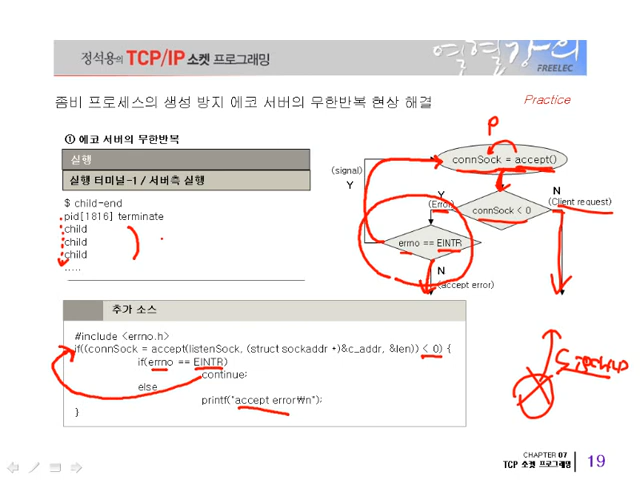 정석용의 TCP/IP 소켓 프로그래밍
열혈강의
FREELEC
좀비 프로세스의 생성 방지 에코 서버의 무한반복 현상 해결
Practice
① 에코 서버의 무한반복
실행
실행 터미널-1 / 서버측 실행
$ child-end
pid[1816] terminate
child
child
child
.....
P
connSock = accept()
(signal)
Y
Y
(Error)
connSock < 0
N
(Client request)
errno == EINTR
N
(accept error)
추가 소스
#include <errno.h>
if((connSock = accept(listenSock, (struct sockaddr *)&c_addr, &len)) < 0) {
if(errno == EINTR)
continue;
else
printf("accept error\n");
}
CHAPTER 07
TCP 소켓 프로그래밍
19